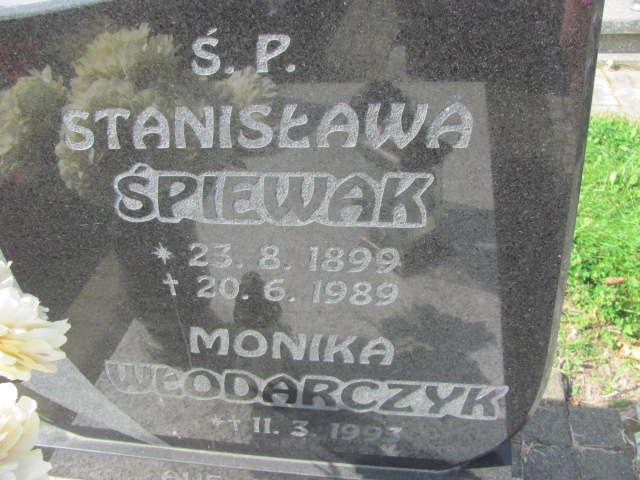 Ś. P.
STANISŁAWA
ŚPIEWAK
* 23. 8. 1899
† 20. 6. 1989
MONIKA
WŁODARCZYK
*† 11. 3. 1993